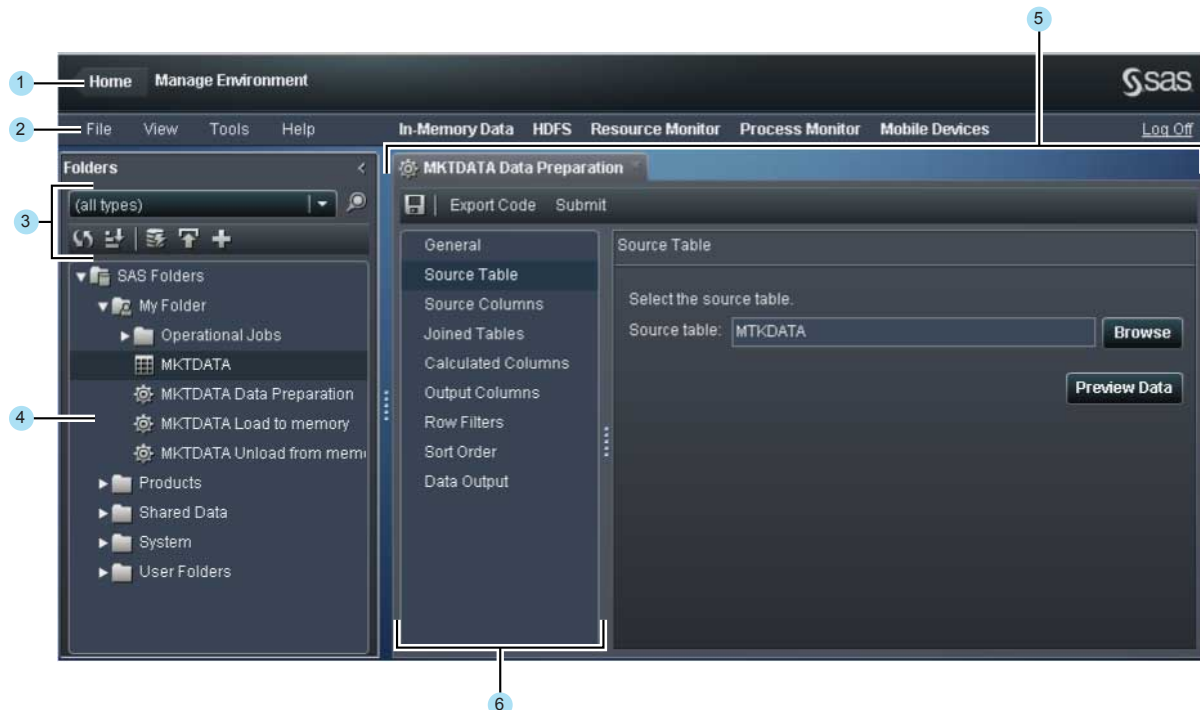 5
1
Home Manage Environment
sas
2
File View Tools Help In-Memory Data HDFS Resource Monitor Process Monitor Mobile Devices Log Off
Folders
MKTDATA Data Preparation
3
(all types)
Export Code Submit
General
Source Table
Source Columns
Joined Tables
Calculated Columns
Output Columns
Row Filters
Sort Order
Data Output
Source Table
Select the source table.
Source table: MTKDATA Browse
Preview Data
SAS Folders
My Folder
Operational Jobs
MKTDATA
MKTDATA Data Preparation
4
MKTDATA Load to memory
MKTDATA Unload from mem
Products
Shared Data
System
User Folders
6